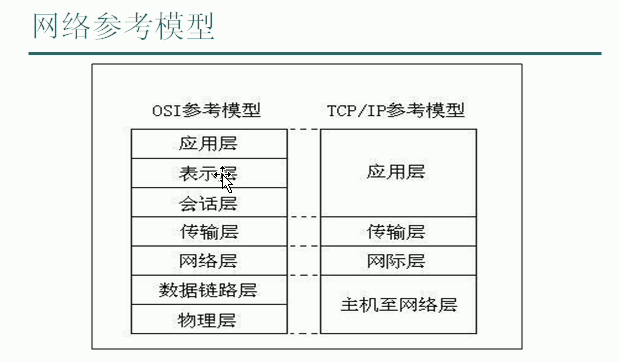 网络参考模型
OSI参考模型 TCP/IP参考模型
应用层
表示层
会话层
传输层
网络层
数据链路层
物理层
应用层
传输层
网际层
主机至网络层